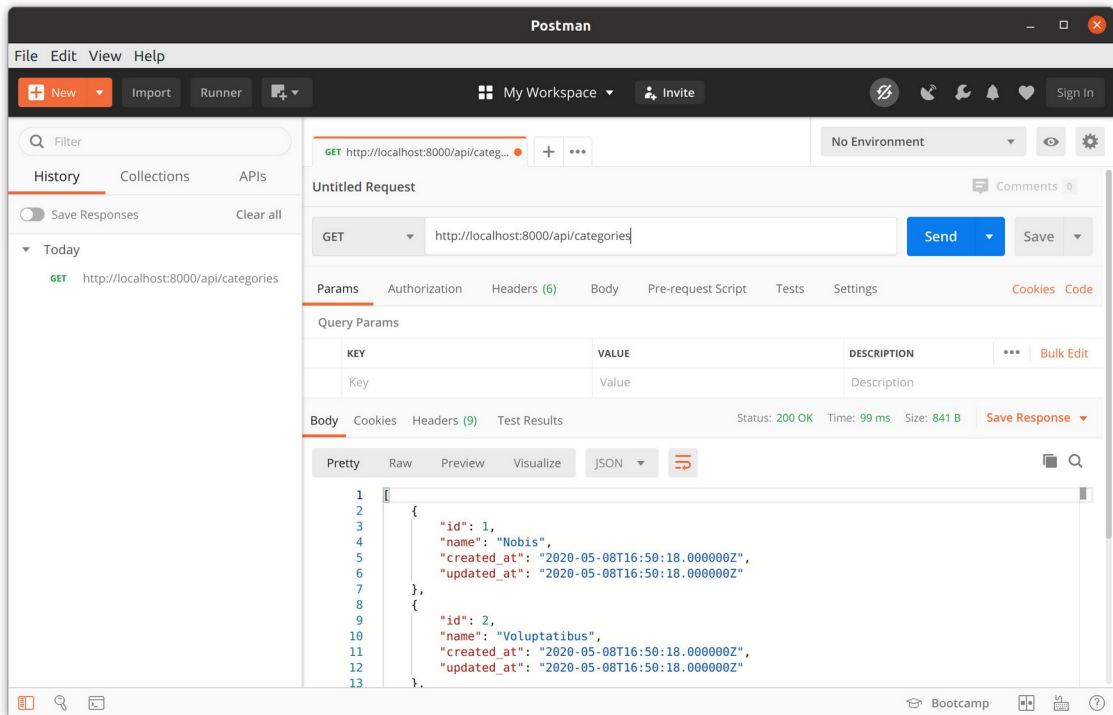 Postman
File Edit View Help
New Import Runner My Workspace Invite Sign In
Filter
History Collections APIs
Save Responses Clear all
Today
GET http://localhost:8000/api/categories
GET http://localhost:8000/api/categ...
No Environment
Untitled Request
Comments 0
GET http://localhost:8000/api/categories Send Save
Params Authorization Headers (6) Body Pre-request Script Tests Settings Cookies Code
Query Params
KEY VALUE DESCRIPTION ••• Bulk Edit
Key Value Description
Body Cookies Headers (9) Test Results Status: 200 OK Time: 99 ms Size: 841 B Save Response
Pretty Raw Preview Visualize JSON
1 [
2 {
3 "id": 1,
4 "name": "Nobis",
5 "created_at": "2020-05-08T16:50:18.000000Z",
6 "updated_at": "2020-05-08T16:50:18.000000Z"
7 },
8 {
9 "id": 2,
10 "name": "Voluptatibus",
11 "created_at": "2020-05-08T16:50:18.000000Z",
12 "updated_at": "2020-05-08T16:50:18.000000Z"
13 },
Bootcamp